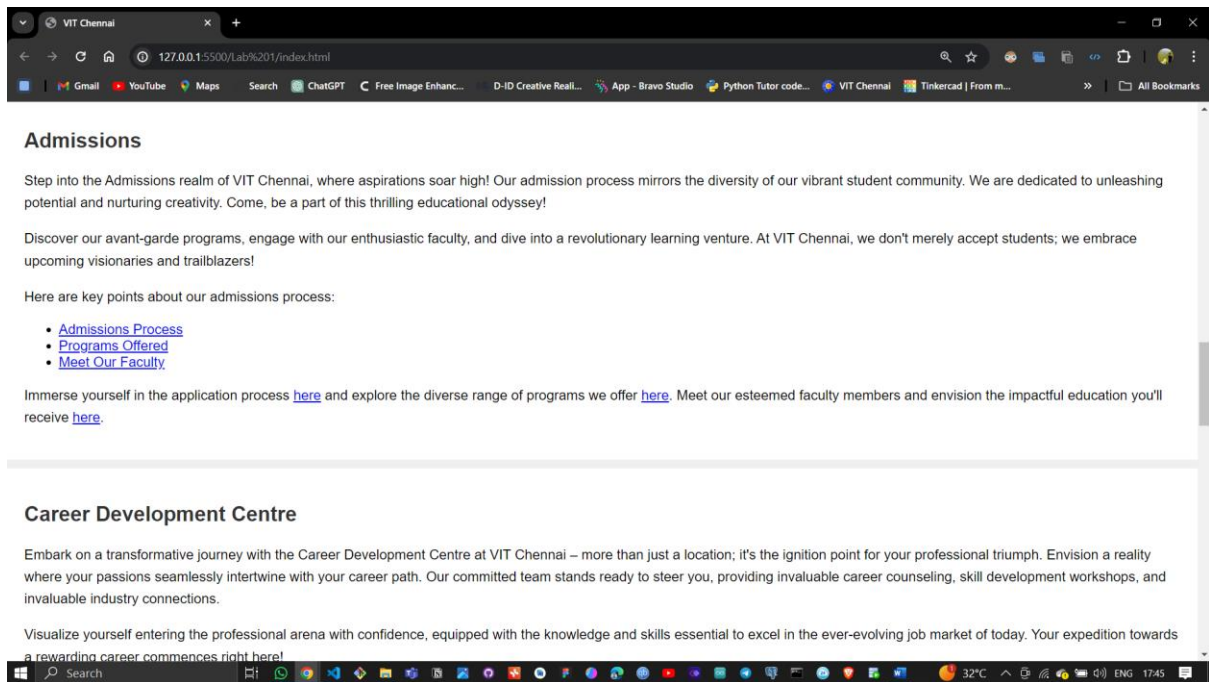 VIT Chennai
127.0.0.1:5500/Lab%201/index.html
Gmail YouTube Maps Search ChatGPT Free Image Enhanc... D-ID Creative Reali... App - Bravo Studio Python Tutor code... VIT Chennai Tinkercad | From m... » All Bookmarks
Admissions
Step into the Admissions realm of VIT Chennai, where aspirations soar high! Our admission process mirrors the diversity of our vibrant student community. We are dedicated to unleashing
potential and nurturing creativity. Come, be a part of this thrilling educational odyssey!
Discover our avant-garde programs, engage with our enthusiastic faculty, and dive into a revolutionary learning venture. At VIT Chennai, we don't merely accept students; we embrace
upcoming visionaries and trailblazers!
Here are key points about our admissions process:
• Admissions Process
• Programs Offered
• Meet Our Faculty
Immerse yourself in the application process here and explore the diverse range of programs we offer here. Meet our esteemed faculty members and envision the impactful education you'll
receive here.
Career Development Centre
Embark on a transformative journey with the Career Development Centre at VIT Chennai – more than just a location; it's the ignition point for your professional triumph. Envision a reality
where your passions seamlessly intertwine with your career path. Our committed team stands ready to steer you, providing invaluable career counseling, skill development workshops, and
invaluable industry connections.
Visualize yourself entering the professional arena with confidence, equipped with the knowledge and skills essential to excel in the ever-evolving job market of today. Your expedition towards
a rewarding career commences right here!
Search 32°C ENG 17:45